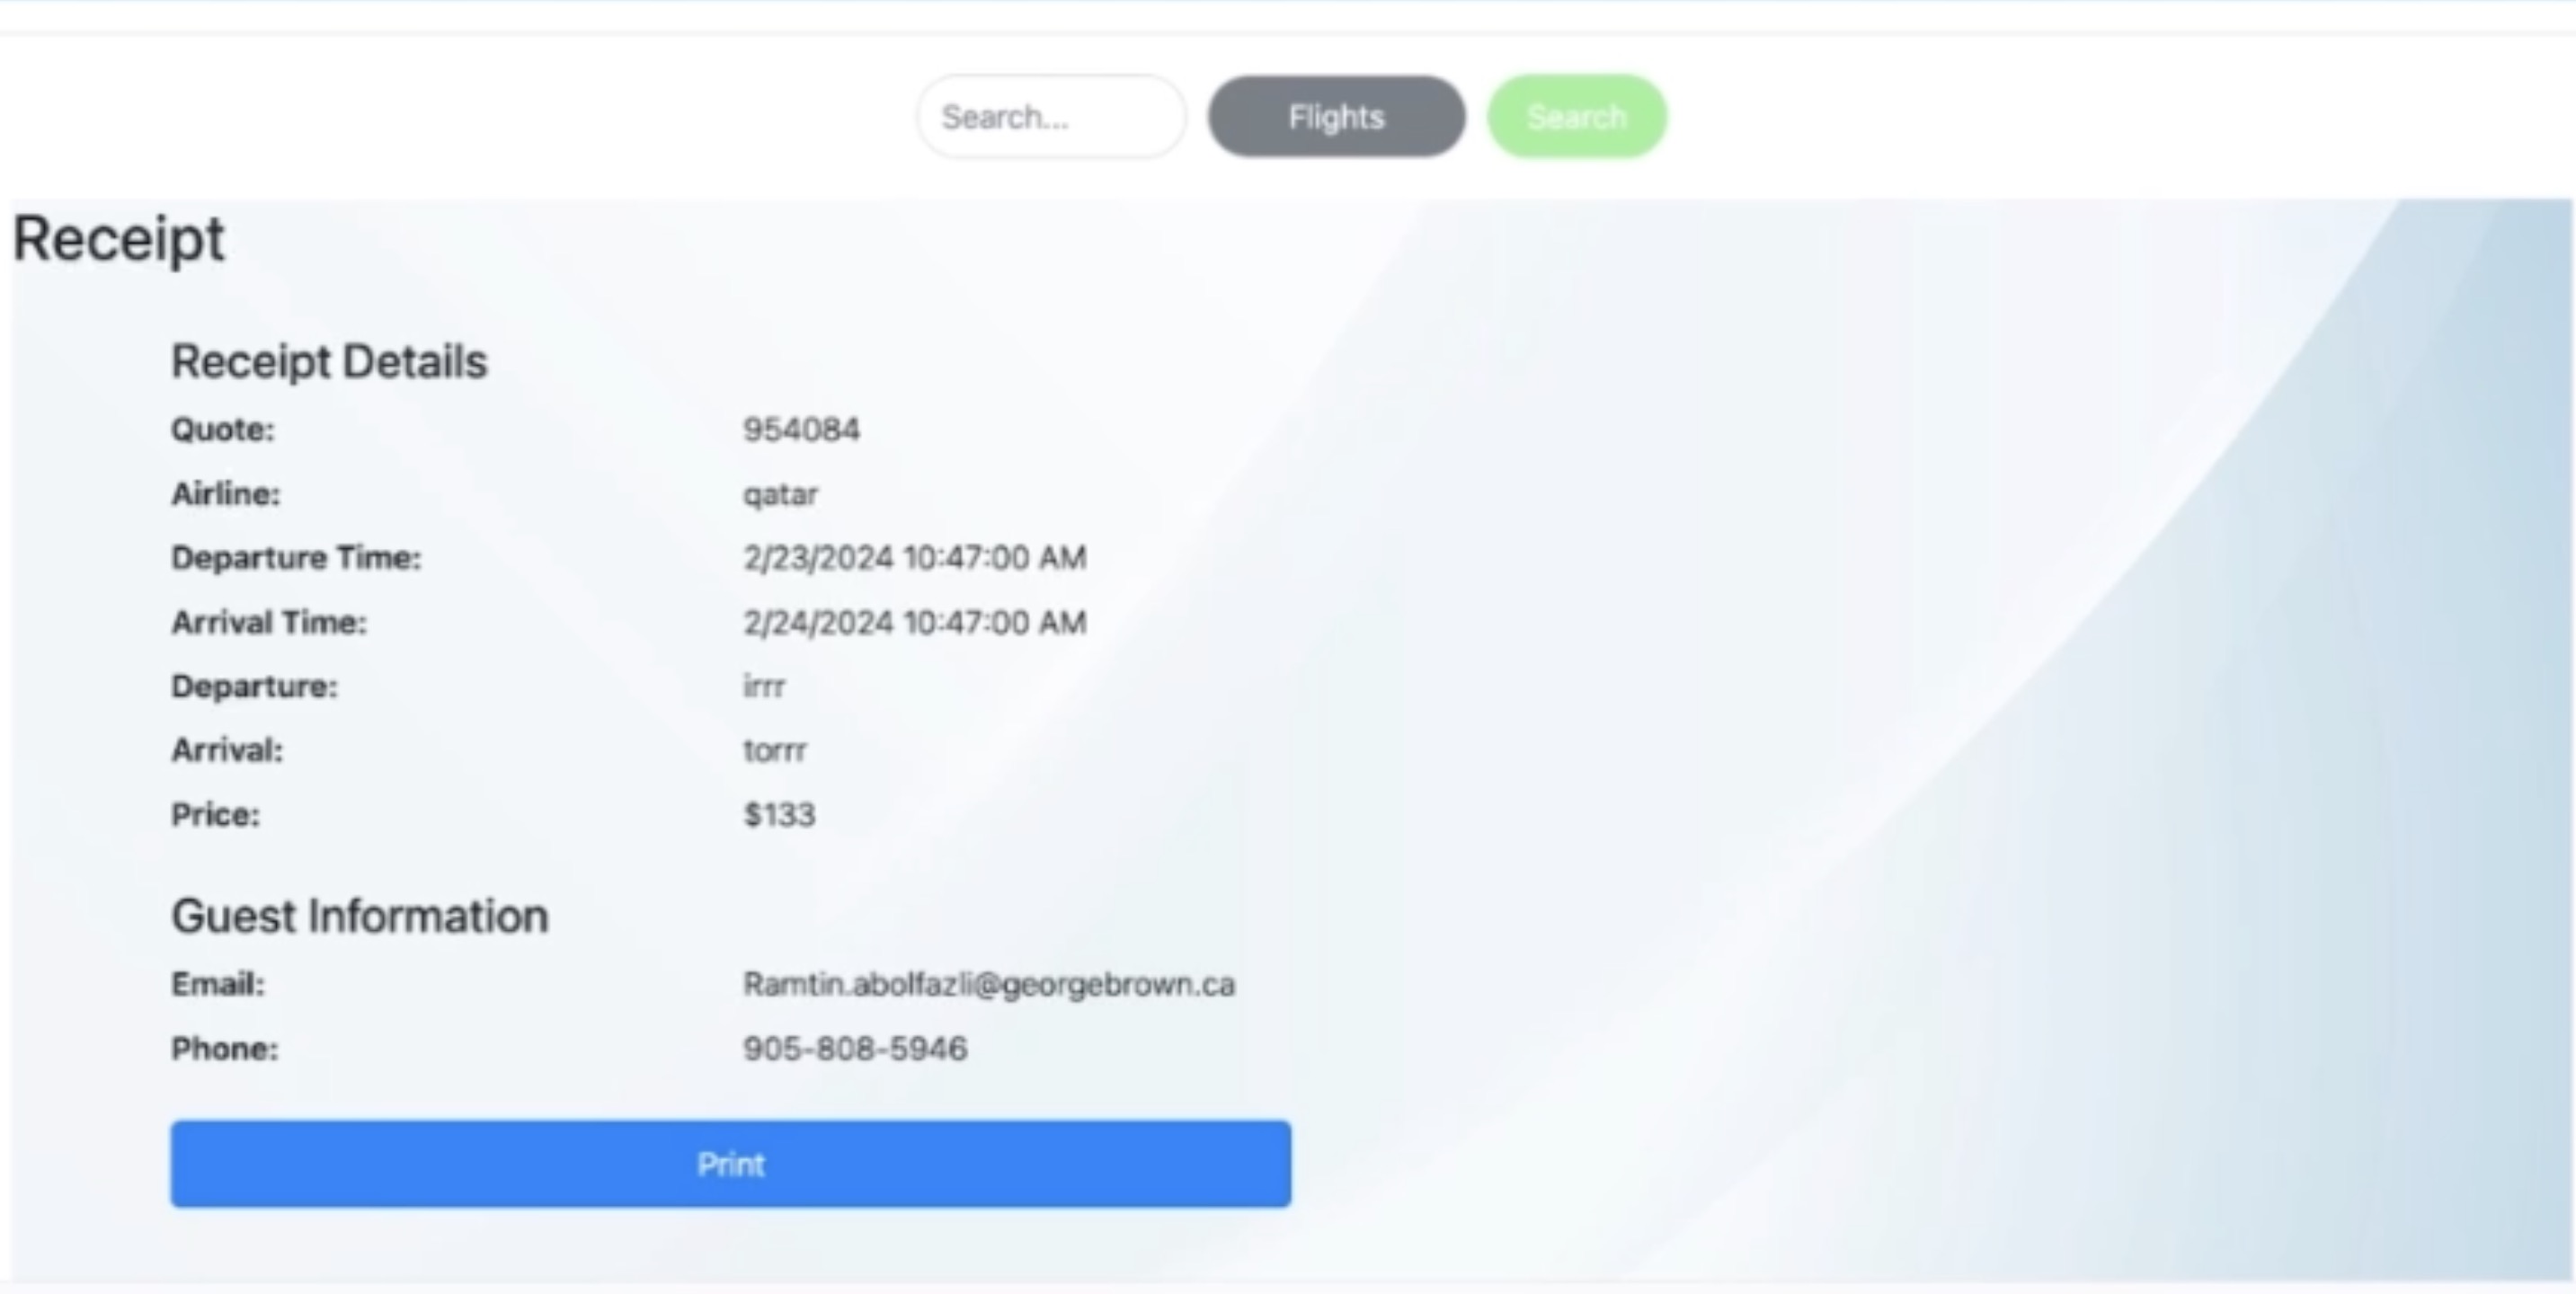 Search... Flights Search
Receipt
Receipt Details
Quote: 954084
Airline: qatar
Departure Time: 2/23/2024 10:47:00 AM
Arrival Time: 2/24/2024 10:47:00 AM
Departure: irrr
Arrival: torrr
Price: $133
Guest Information
Email: Ramtin.abolfazli@georgebrown.ca
Phone: 905-808-5946
Print